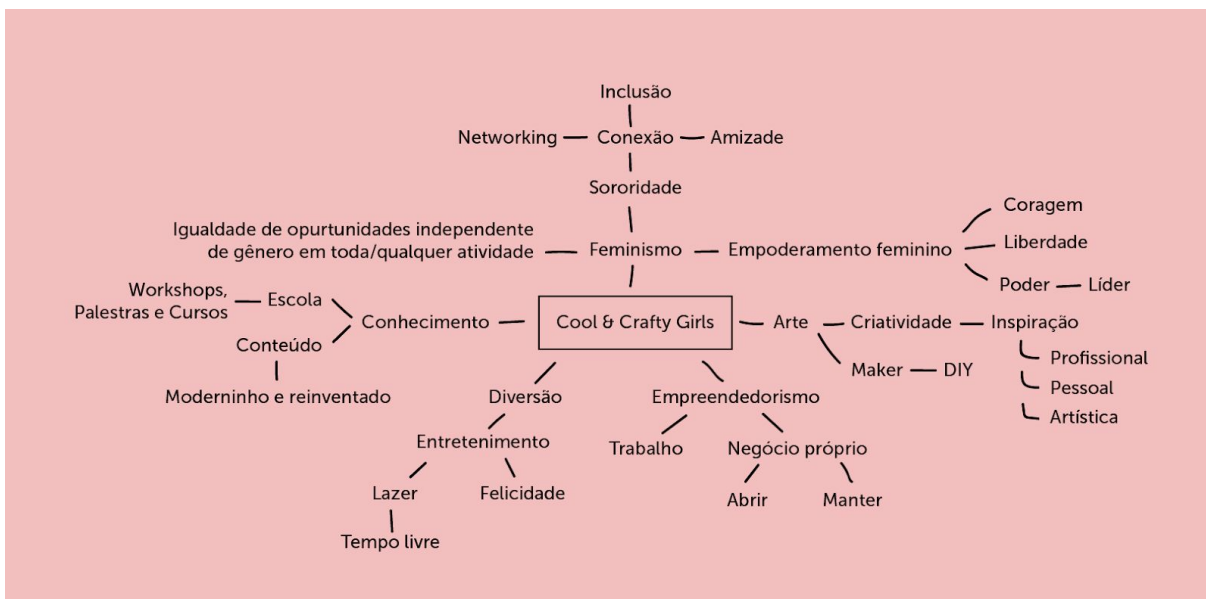 Inclusão
Networking
Conexão
Amizade
Sororidade
Igualdade de opurtunidades independente
de gênero em toda/qualquer atividade
Feminismo
Empoderamento feminino
Coragem
Liberdade
Poder
Líder
Workshops,
Palestras e Cursos
Escola
Conhecimento
Conteúdo
Moderninho e reinventado
Cool & Crafty Girls
Arte
Criatividade
Inspiração
Profissional
Pessoal
Artística
Maker
DIY
Diversão
Entretenimento
Lazer
Felicidade
Tempo livre
Empreendedorismo
Trabalho
Negócio próprio
Abrir
Manter